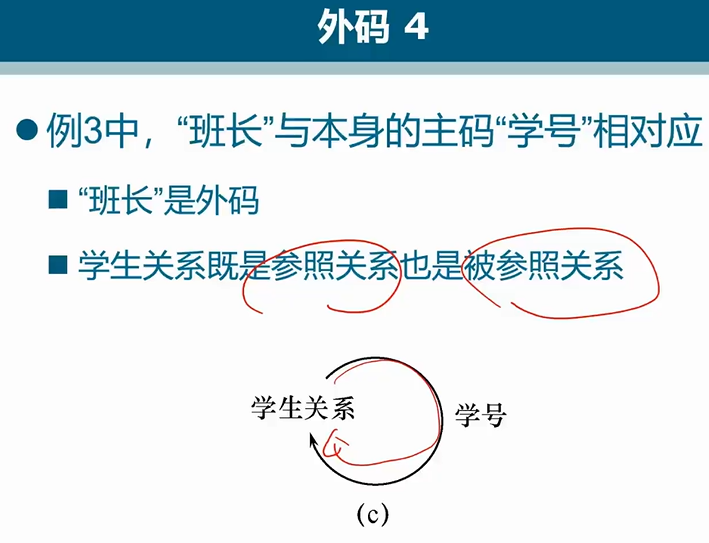 外码 4
例3中，“班长”与本身的主码“学号”相对应
“班长”是外码
学生关系既是参照关系也是被参照关系
学生关系
学号
(c)